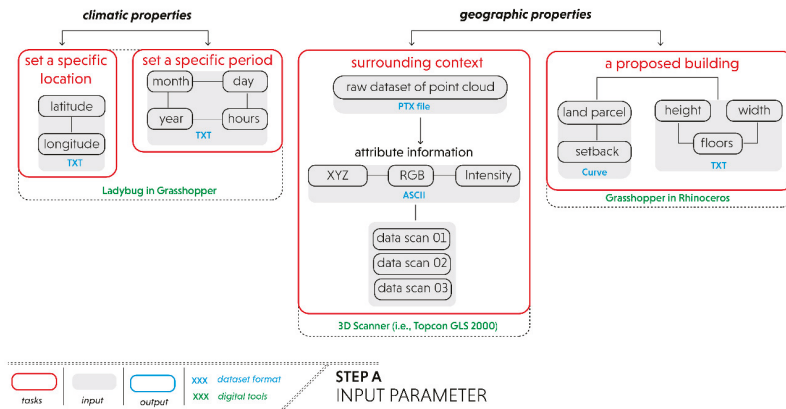 climatic properties
geographic properties
set a specific
location
latitude
longitude
TXT
set a specific period
month
day
year
hours
TXT
Ladybug in Grasshopper
surrounding context
raw dataset of point cloud
PTX file
attribute information
XYZ
RGB
Intensity
ASCII
data scan 01
data scan 02
data scan 03
3D Scanner (i.e., Topcon GLS 2000)
a proposed building
land parcel
setback
Curve
height
width
floors
TXT
Grasshopper in Rhinoceros
tasks
input
output
XXX dataset format
XXX digital tools
STEP A
INPUT PARAMETER